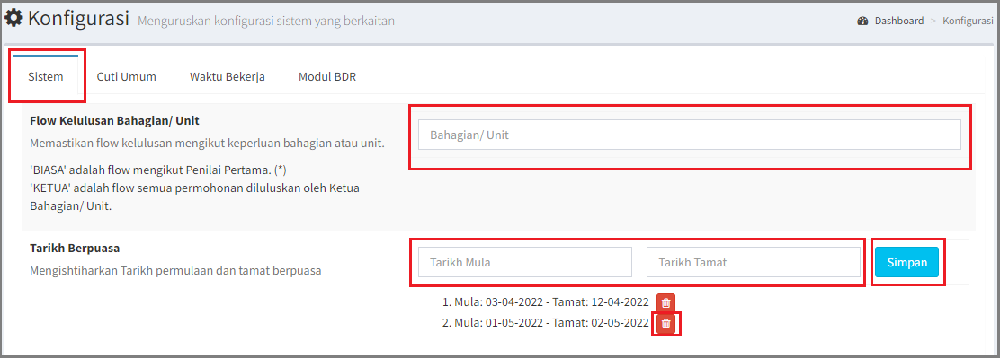 Konfigurasi Menguruskan konfigurasi sistem yang berkaitan
Dashboard > Konfigurasi
Sistem Cuti Umum Waktu Bekerja Modul BDR
Flow Kelulusan Bahagian/ Unit
Memastikan flow kelulusan mengikut keperluan bahagian atau unit.
'BIASA' adalah flow mengikut Penilai Pertama. (*)
'KETUA' adalah flow semua permohonan diluluskan oleh Ketua
Bahagian/ Unit.
Bahagian/ Unit
Tarikh Berpuasa
Mengishtiharkan Tarikh permulaan dan tamat berpuasa
Tarikh Mula Tarikh Tamat Simpan
1. Mula: 03-04-2022 - Tamat: 12-04-2022
2. Mula: 01-05-2022 - Tamat: 02-05-2022